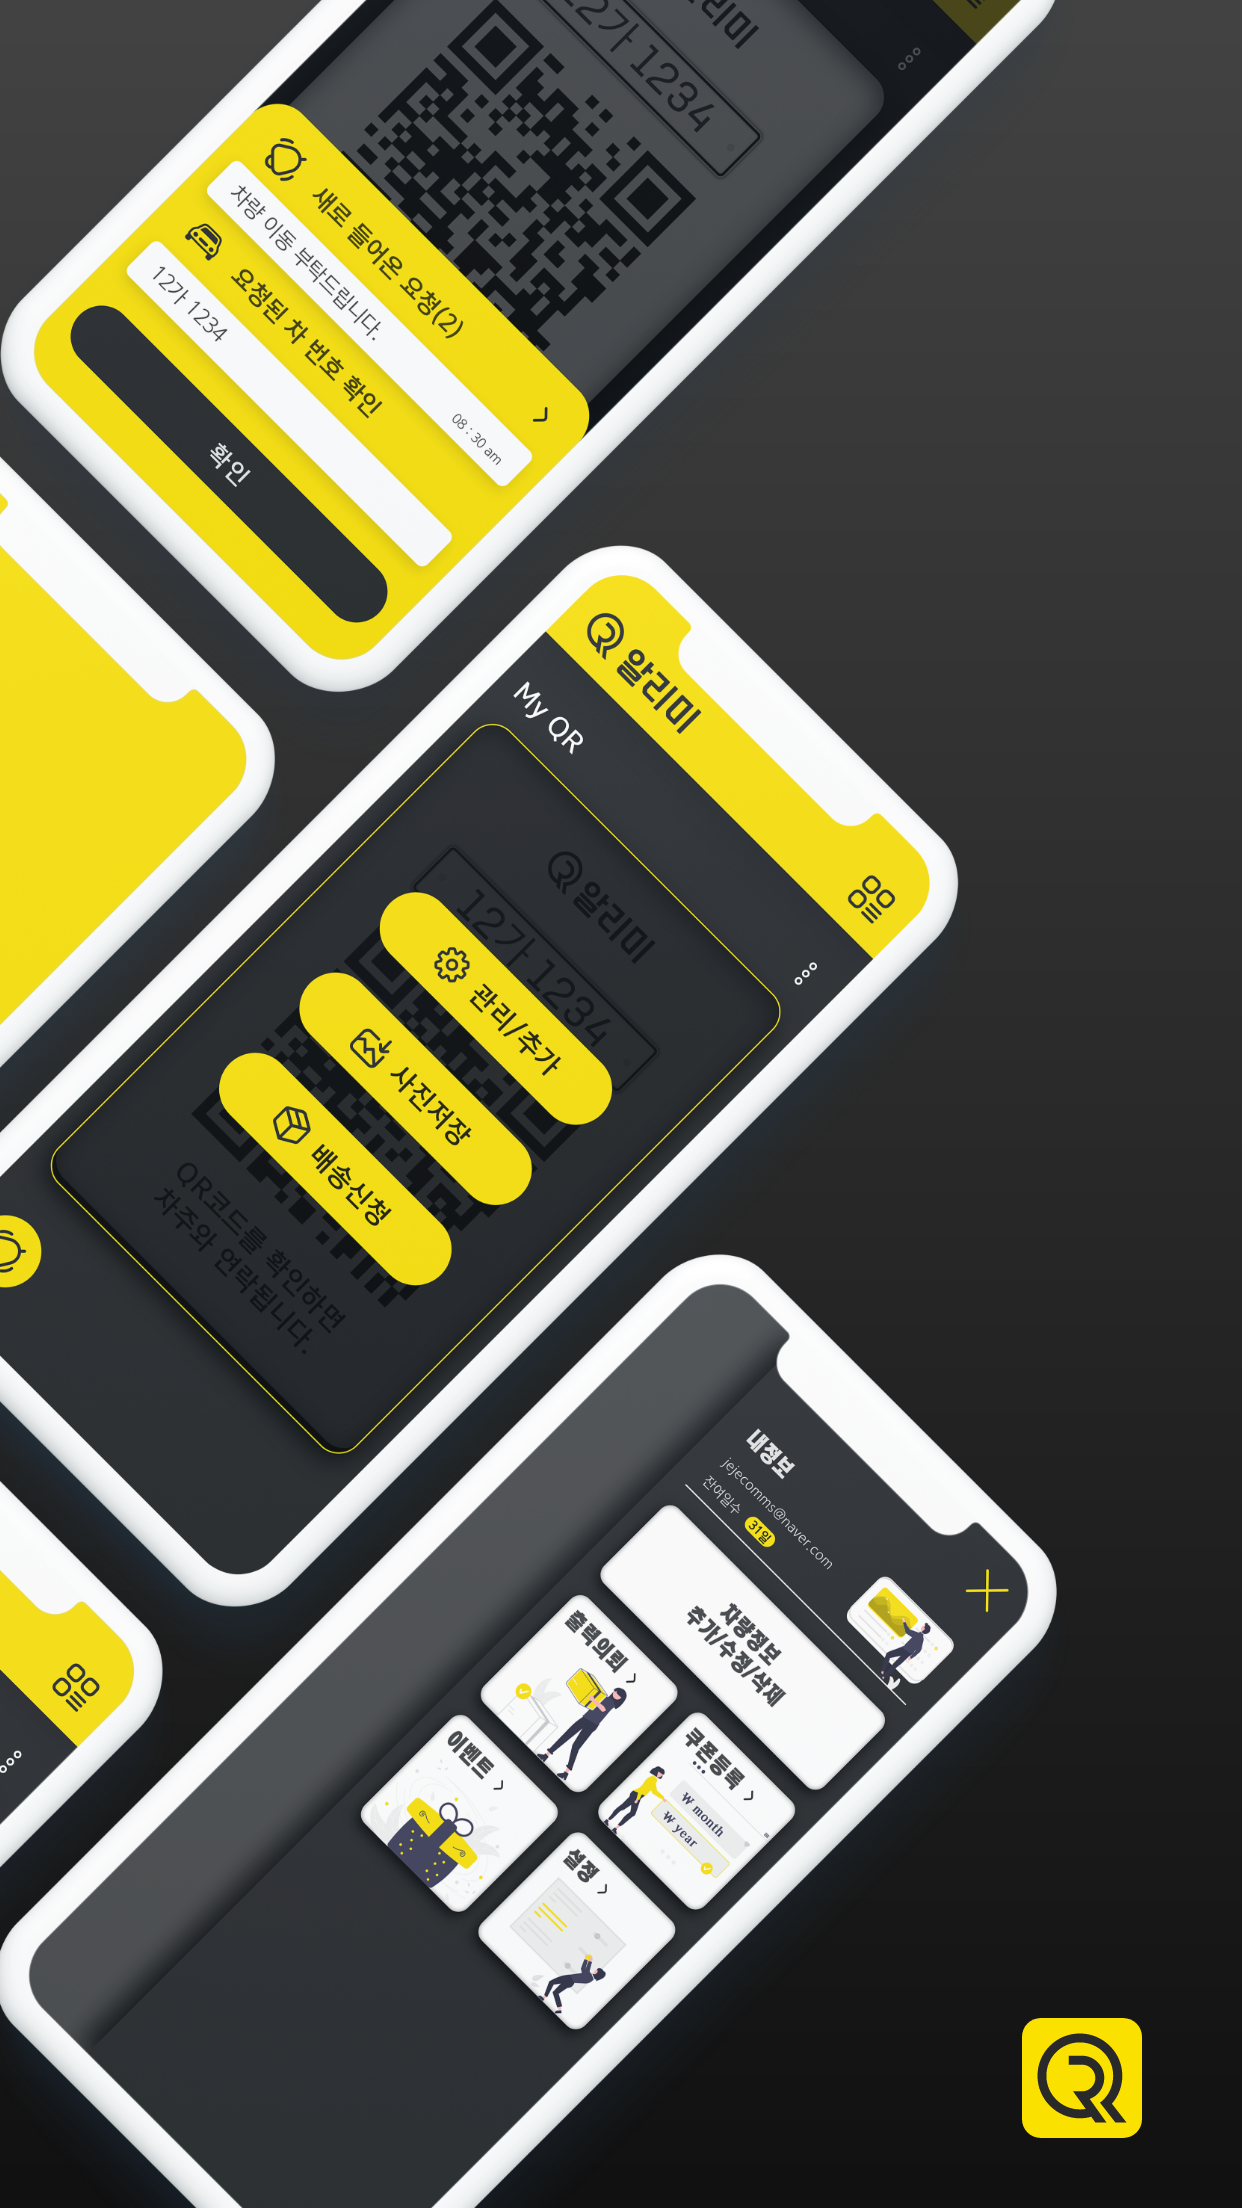 알리미
12가 1234
새로 들어온 요청(2)
차량 이동 부탁드립니다.
08 : 30 am
요청된 차 번호 확인
12가 1234
확인
QR 알리미
My QR
QR 알리미
12가 1234
관리/추가
사진저장
배송신청
QR코드를 확인하면
차주와 연락됩니다.
내정보
jejecomms@naver.com
잔여일수 31일
차량정보
추가/수정/삭제
출력의뢰
쿠폰등록
₩ month
₩ year
이벤트
설정
QR